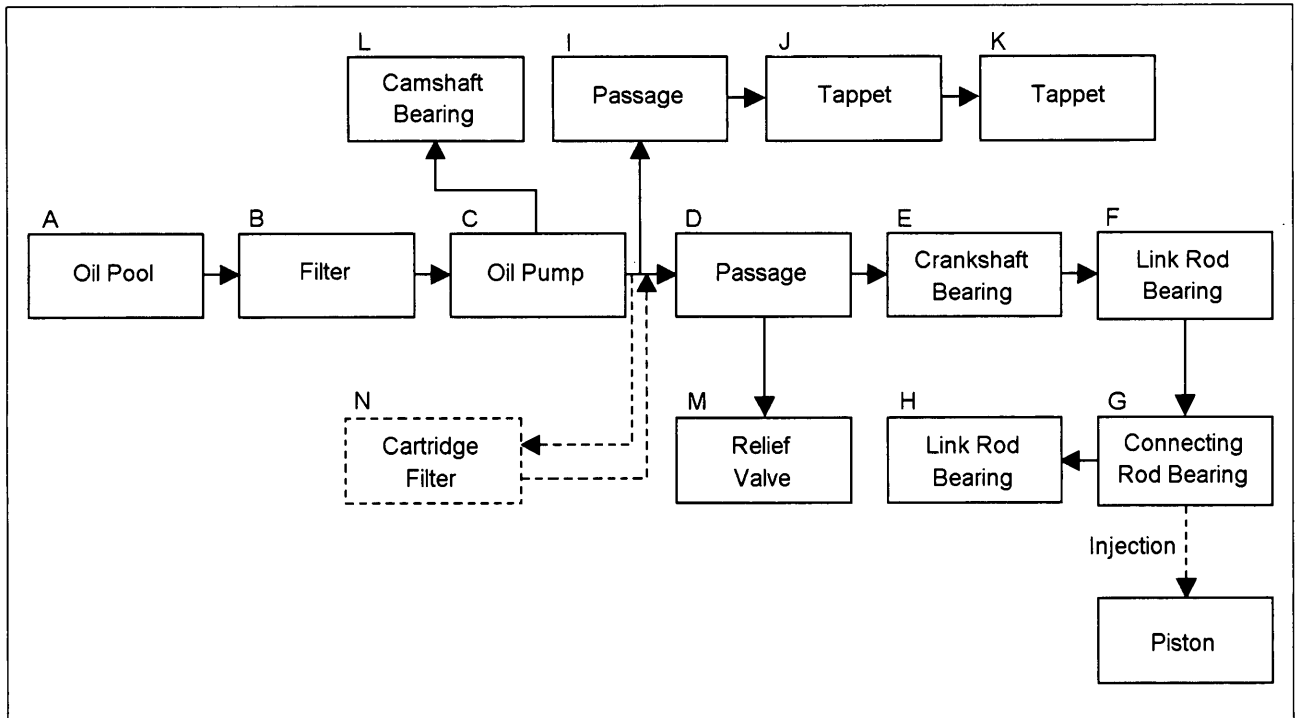 L
I
J
K
Camshaft
Bearing
Passage
Tappet
Tappet
A
B
C
D
E
F
Oil Pool
Filter
Oil Pump
Passage
Crankshaft
Bearing
Link Rod
Bearing
N
M
H
G
Cartridge
Filter
Relief
Valve
Link Rod
Bearing
Connecting
Rod Bearing
Injection
Piston